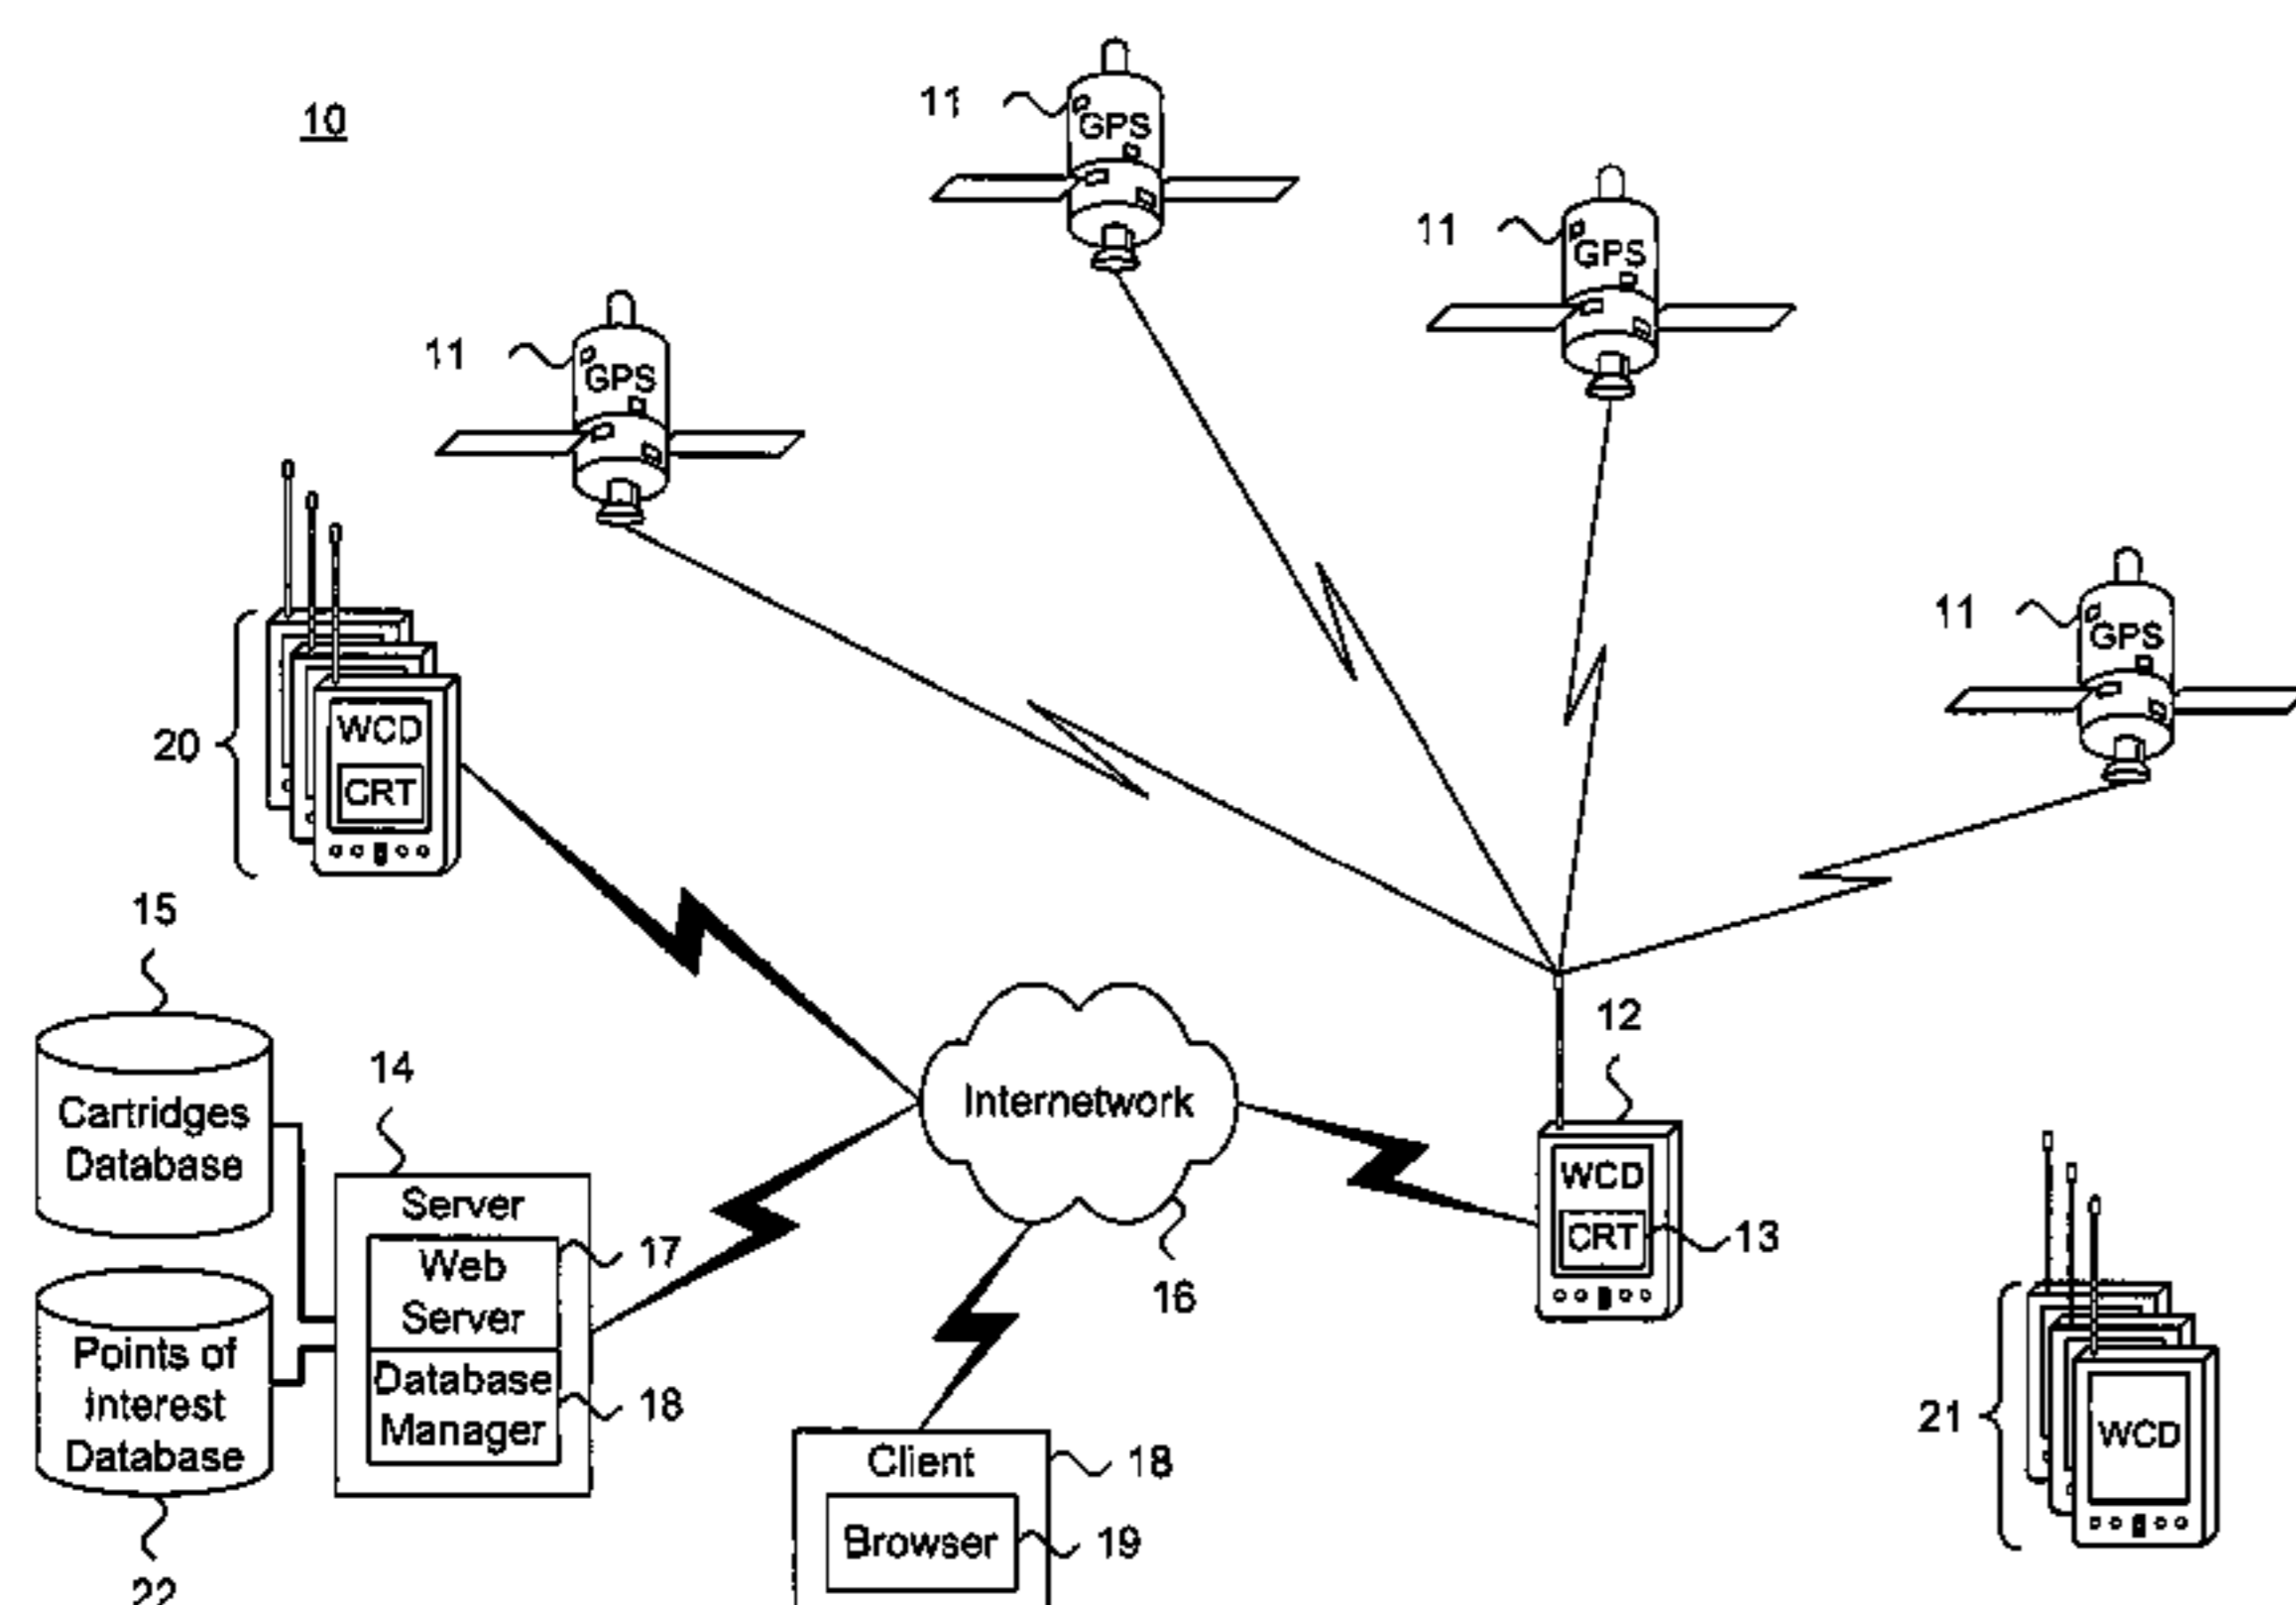 10
11
GPS
11
GPS
11
GPS
11
GPS
20
WCD
CRT
15
Cartridges
Database
14
Server
17
Web
Server
Database
Manager
18
Points of
Interest
Database
22
Internetwork
16
12
WCD
CRT
13
Client
18
Browser
19
21
WCD